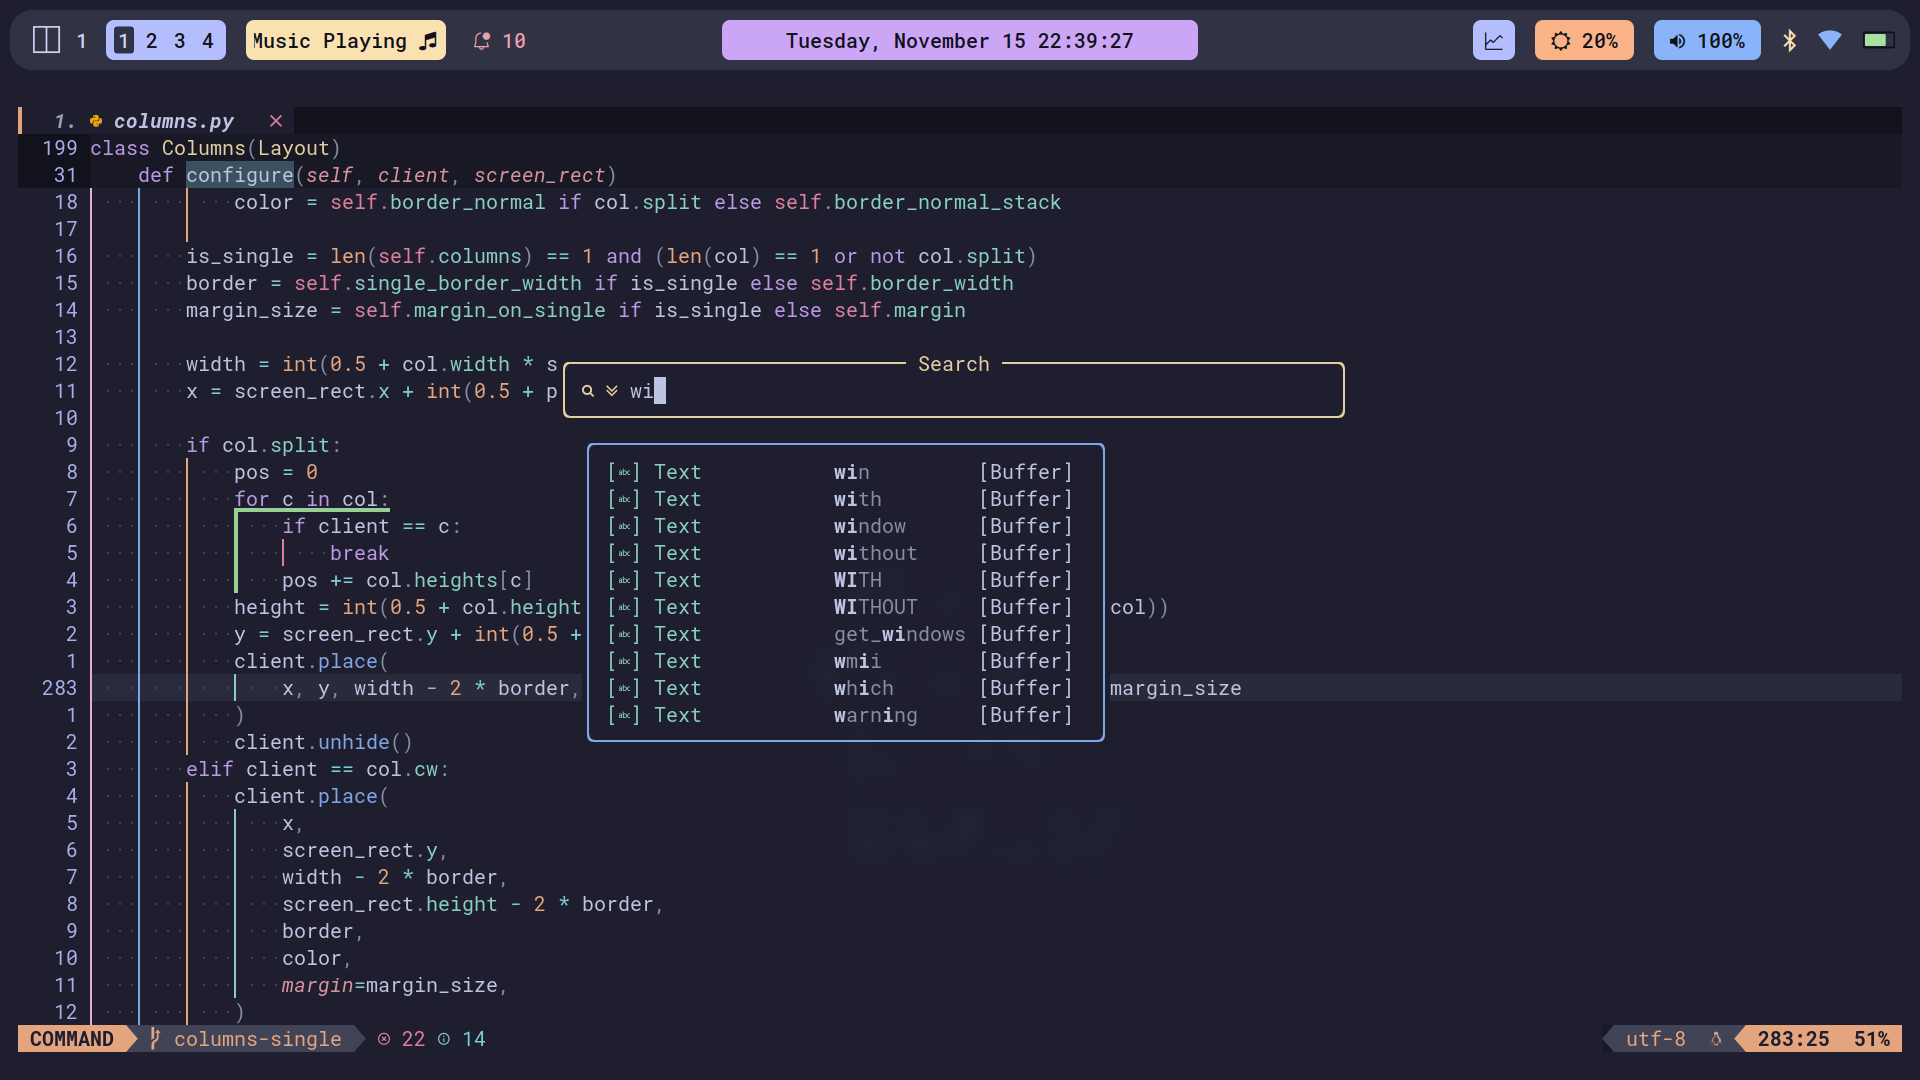 1 1 2 3 4 Music Playing 10 Tuesday, November 15 22:39:27 20% 100%
1. columns.py ×
199 class Columns(Layout)
31 def configure(self, client, screen_rect)
18 color = self.border_normal if col.split else self.border_normal_stack
17
16 is_single = len(self.columns) == 1 and (len(col) == 1 or not col.split)
15 border = self.single_border_width if is_single else self.border_width
14 margin_size = self.margin_on_single if is_single else self.margin
13
12 width = int(0.5 + col.width * s
Search
11 x = screen_rect.x + int(0.5 + p
wi
10
9 if col.split:
8 pos = 0
[abc] Text win [Buffer]
7 for c in col:
[abc] Text with [Buffer]
6 if client == c:
[abc] Text window [Buffer]
5 break
[abc] Text without [Buffer]
4 pos += col.heights[c]
[abc] Text WITH [Buffer]
3 height = int(0.5 + col.height
[abc] Text WITHOUT [Buffer]
col))
2 y = screen_rect.y + int(0.5 +
[abc] Text get_windows [Buffer]
1 client.place(
[abc] Text wmii [Buffer]
283 x, y, width - 2 * border,
[abc] Text which [Buffer]
margin_size
1 )
[abc] Text warning [Buffer]
2 client.unhide()
3 elif client == col.cw:
4 client.place(
5 x,
6 screen_rect.y,
7 width - 2 * border,
8 screen_rect.height - 2 * border,
9 border,
10 color,
11 margin=margin_size,
12 )
COMMAND columns-single 22 14 utf-8 283:25 51%